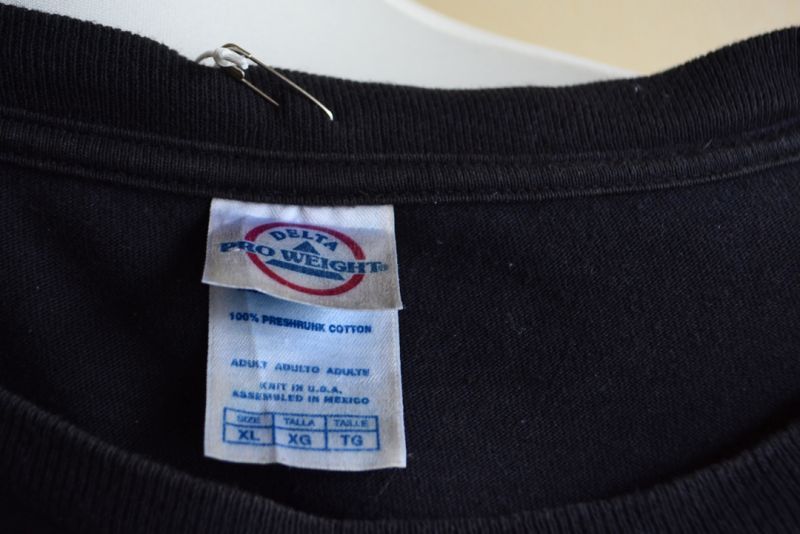 DELTA
PRO WEIGHT®
100% PRESHRUNK COTTON
ADULT ADULTO ADULTE
KNIT IN U.S.A.
ASSEMBLED IN MEXICO
SIZE TALLA TAILLE
XL XG TG